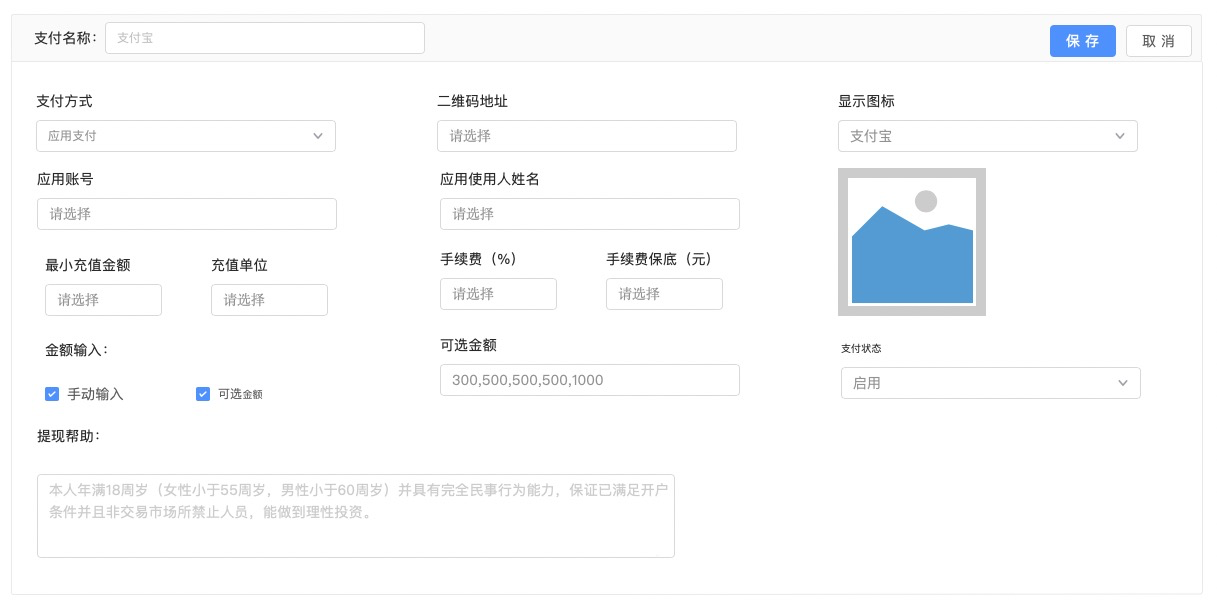 支付名称：
支付宝
保 存
取 消
支付方式
二维码地址
显示图标
应用支付
请选择
支付宝
应用账号
应用使用人姓名
请选择
请选择
最小充值金额
充值单位
手续费（%）
手续费保底（元）
请选择
请选择
请选择
请选择
金额输入：
可选金额
支付状态
300,500,500,500,1000
启用
手动输入
可选金额
提现帮助：
本人年满18周岁（女性小于55周岁，男性小于60周岁）并具有完全民事行为能力，保证已满足开户
条件并且非交易市场所禁止人员，能做到理性投资。